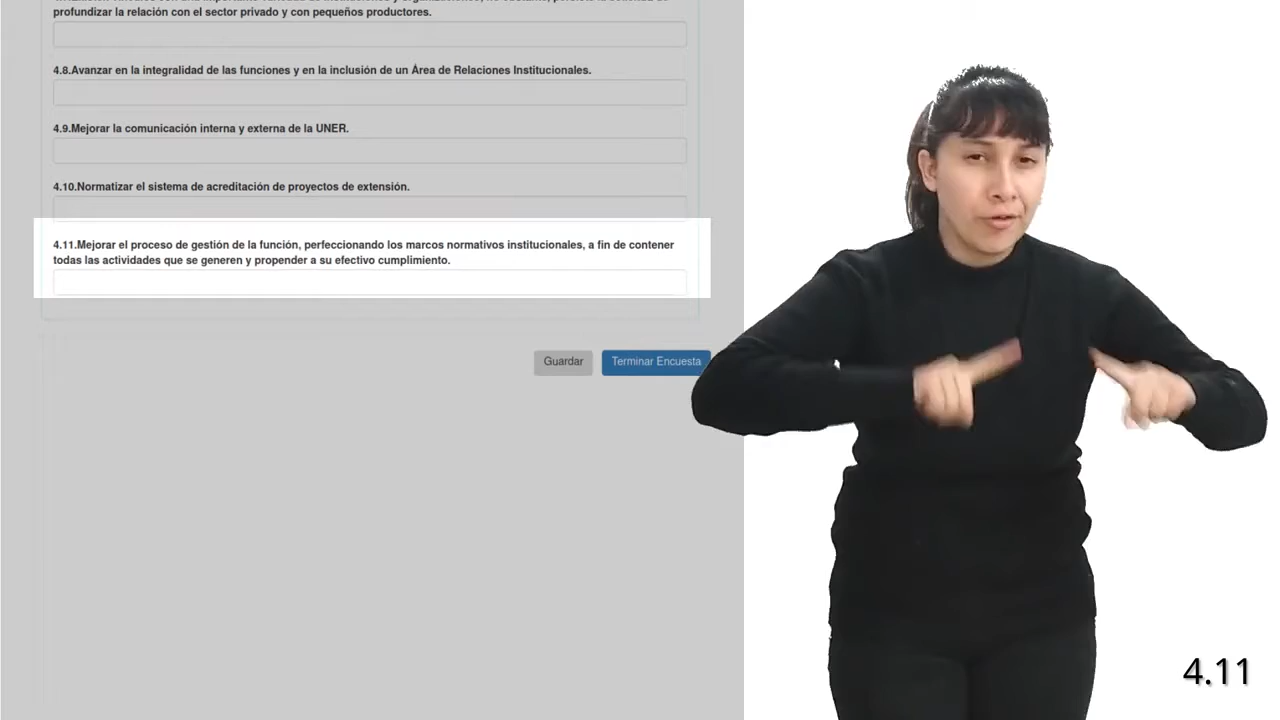 profundizar la relación con el sector privado y con pequeños productores.
4.8.Avanzar en la integralidad de las funciones y en la inclusión de un Área de Relaciones Institucionales.
4.9.Mejorar la comunicación interna y externa de la UNER.
4.10.Normatizar el sistema de acreditación de proyectos de extensión.
4.11.Mejorar el proceso de gestión de la función, perfeccionando los marcos normativos institucionales, a fin de contener
todas las actividades que se generen y propender a su efectivo cumplimiento.
Guardar
Terminar Encuesta
4.11